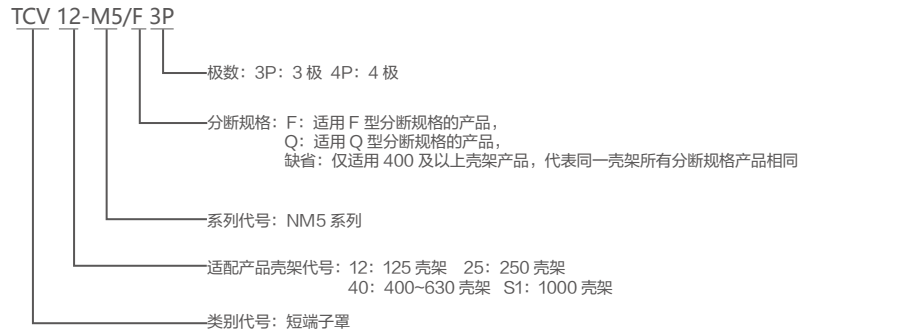 TCV 12-M5/F 3P
极数：3P：3 极 4P：4 极
分断规格：F：适用 F 型分断规格的产品，
Q：适用 Q 型分断规格的产品，
缺省：仅适用 400 及以上壳架产品，代表同一壳架所有分断规格产品相同
系列代号：NM5 系列
适配产品壳架代号：12：125 壳架 25：250 壳架
40：400~630 壳架 S1：1000 壳架
类别代号：短端子罩